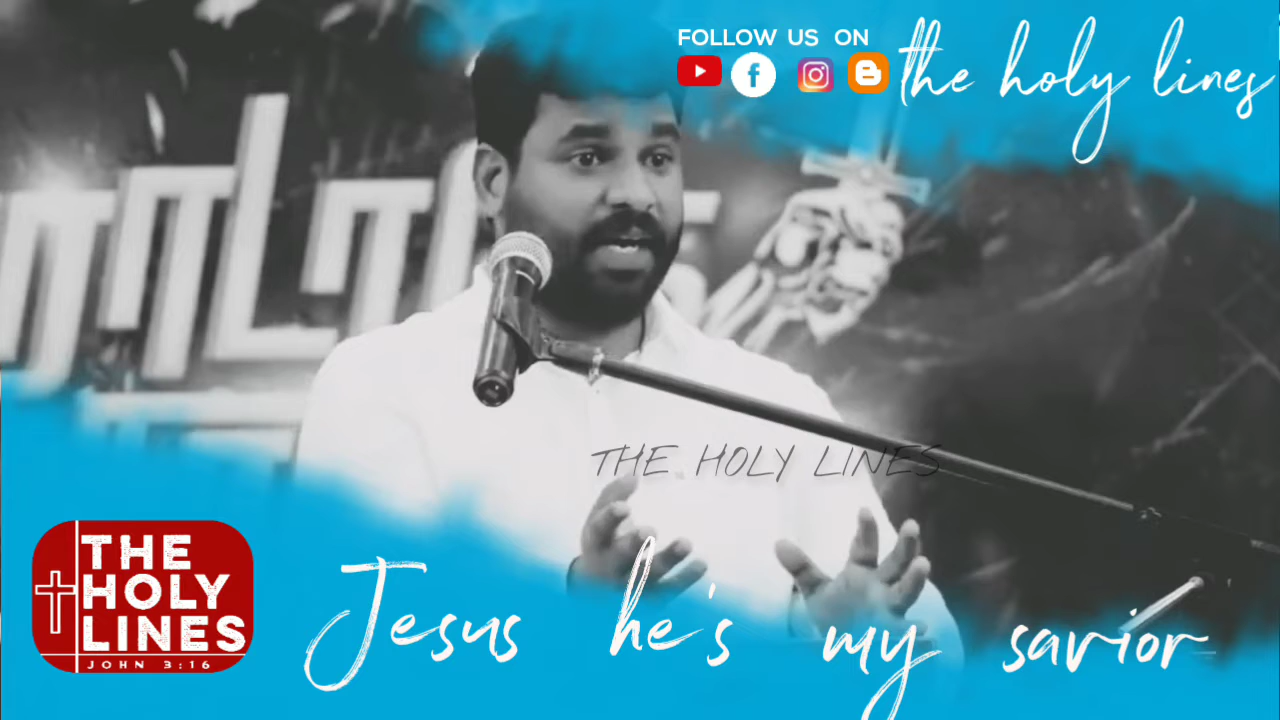 FOLLOW US ON
the holy lines
THE HOLY LINES
THE
HOLY
LINES
JOHN 3:16
Jesus he's my savior